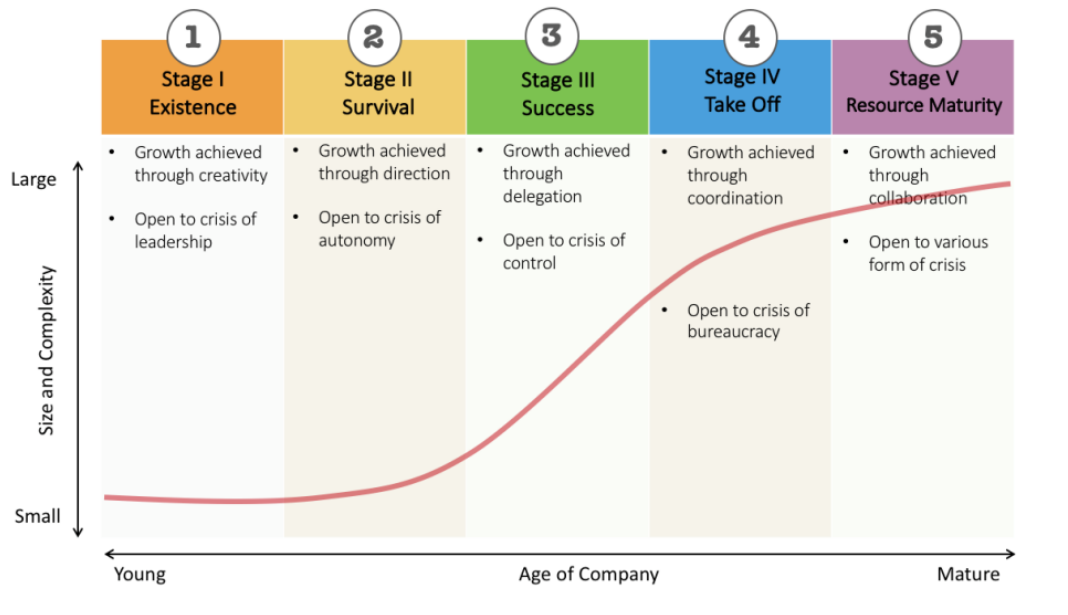 1
Stage I
Existence
2
Stage II
Survival
3
Stage III
Success
4
Stage IV
Take Off
5
Stage V
Resource Maturity
• Growth achieved
through creativity
• Open to crisis of
leadership
• Growth achieved
through direction
• Open to crisis of
autonomy
• Growth achieved
through
delegation
• Open to crisis of
control
• Growth achieved
through
coordination
• Open to crisis of
bureaucracy
• Growth achieved
through
collaboration
• Open to various
form of crisis
Large
Size and Complexity
Small
Young
Age of Company
Mature